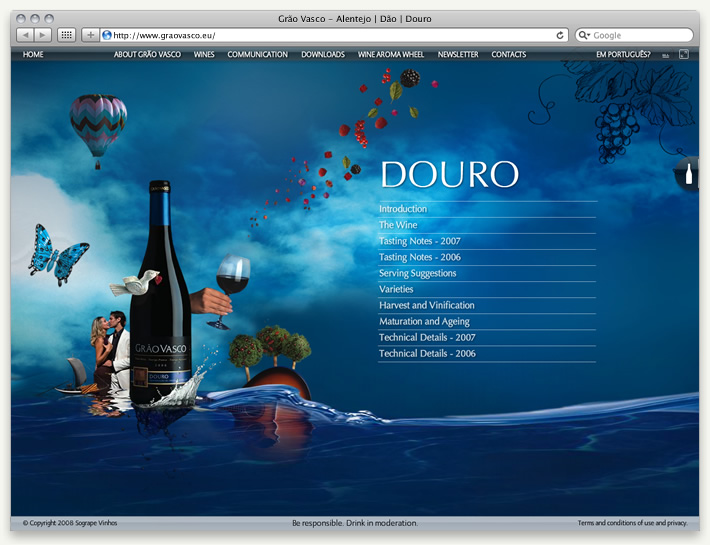 Grão Vasco - Alentejo | Dão | Douro
http://www.graovasco.eu/
Google
HOME ABOUT GRÃO VASCO WINES COMMUNICATION DOWNLOADS WINE AROMA WHEEL NEWSLETTER CONTACTS EM PORTUGUÊS?
DOURO
Introduction
The Wine
Tasting Notes - 2007
Tasting Notes - 2006
Serving Suggestions
Varieties
Harvest and Vinification
Maturation and Ageing
Technical Details - 2007
Technical Details - 2006
GRÃO VASCO
DOURO
© Copyright 2008 Sogrape Vinhos
Be responsible. Drink in moderation.
Terms and conditions of use and privacy.